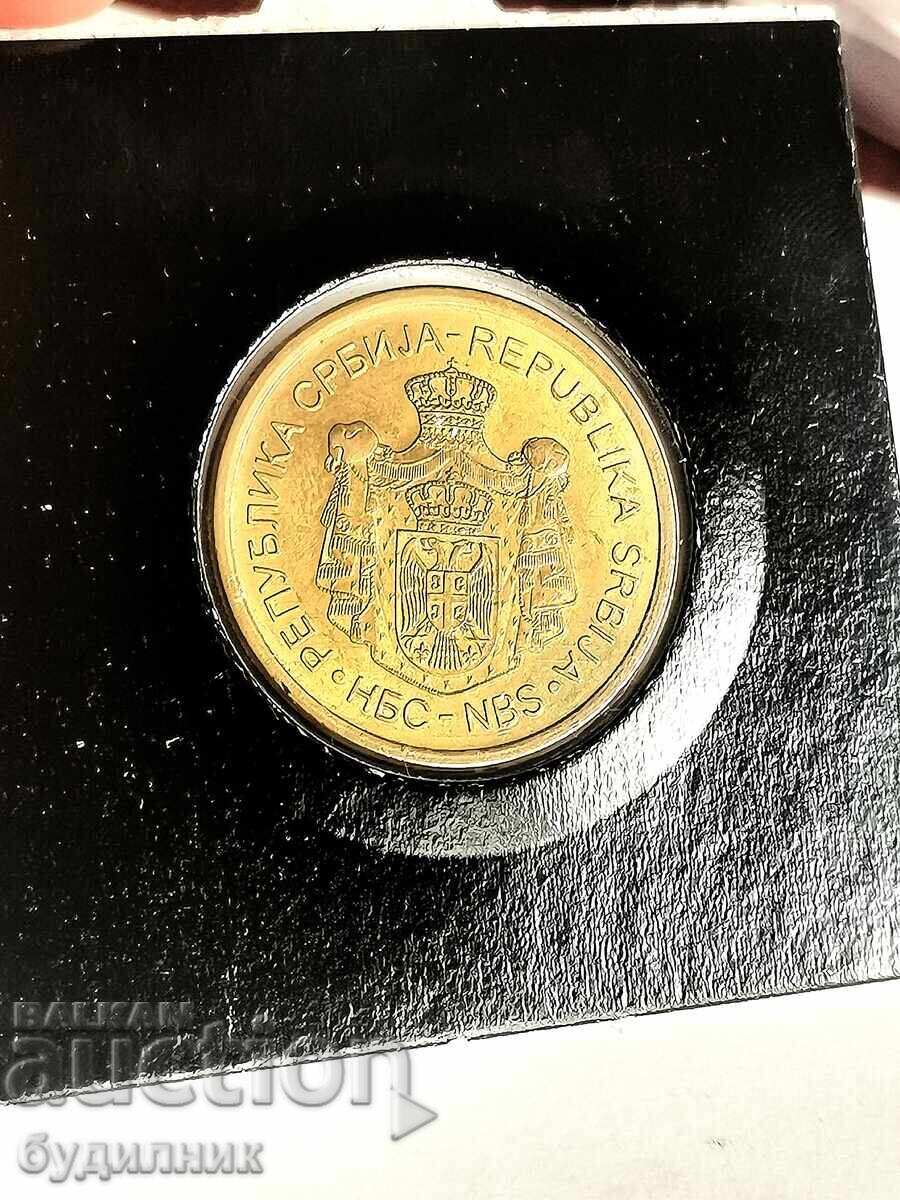 РЕПУБЛИКА СРБИЈА - REPUBLIKA SRBIJA
• НБС - NBS •
BALKAN
auction
будилник